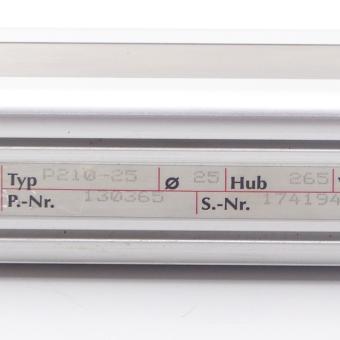 Typ P210-25 ø 25 Hub 265
P.-Nr. 130365 S.-Nr. 174194